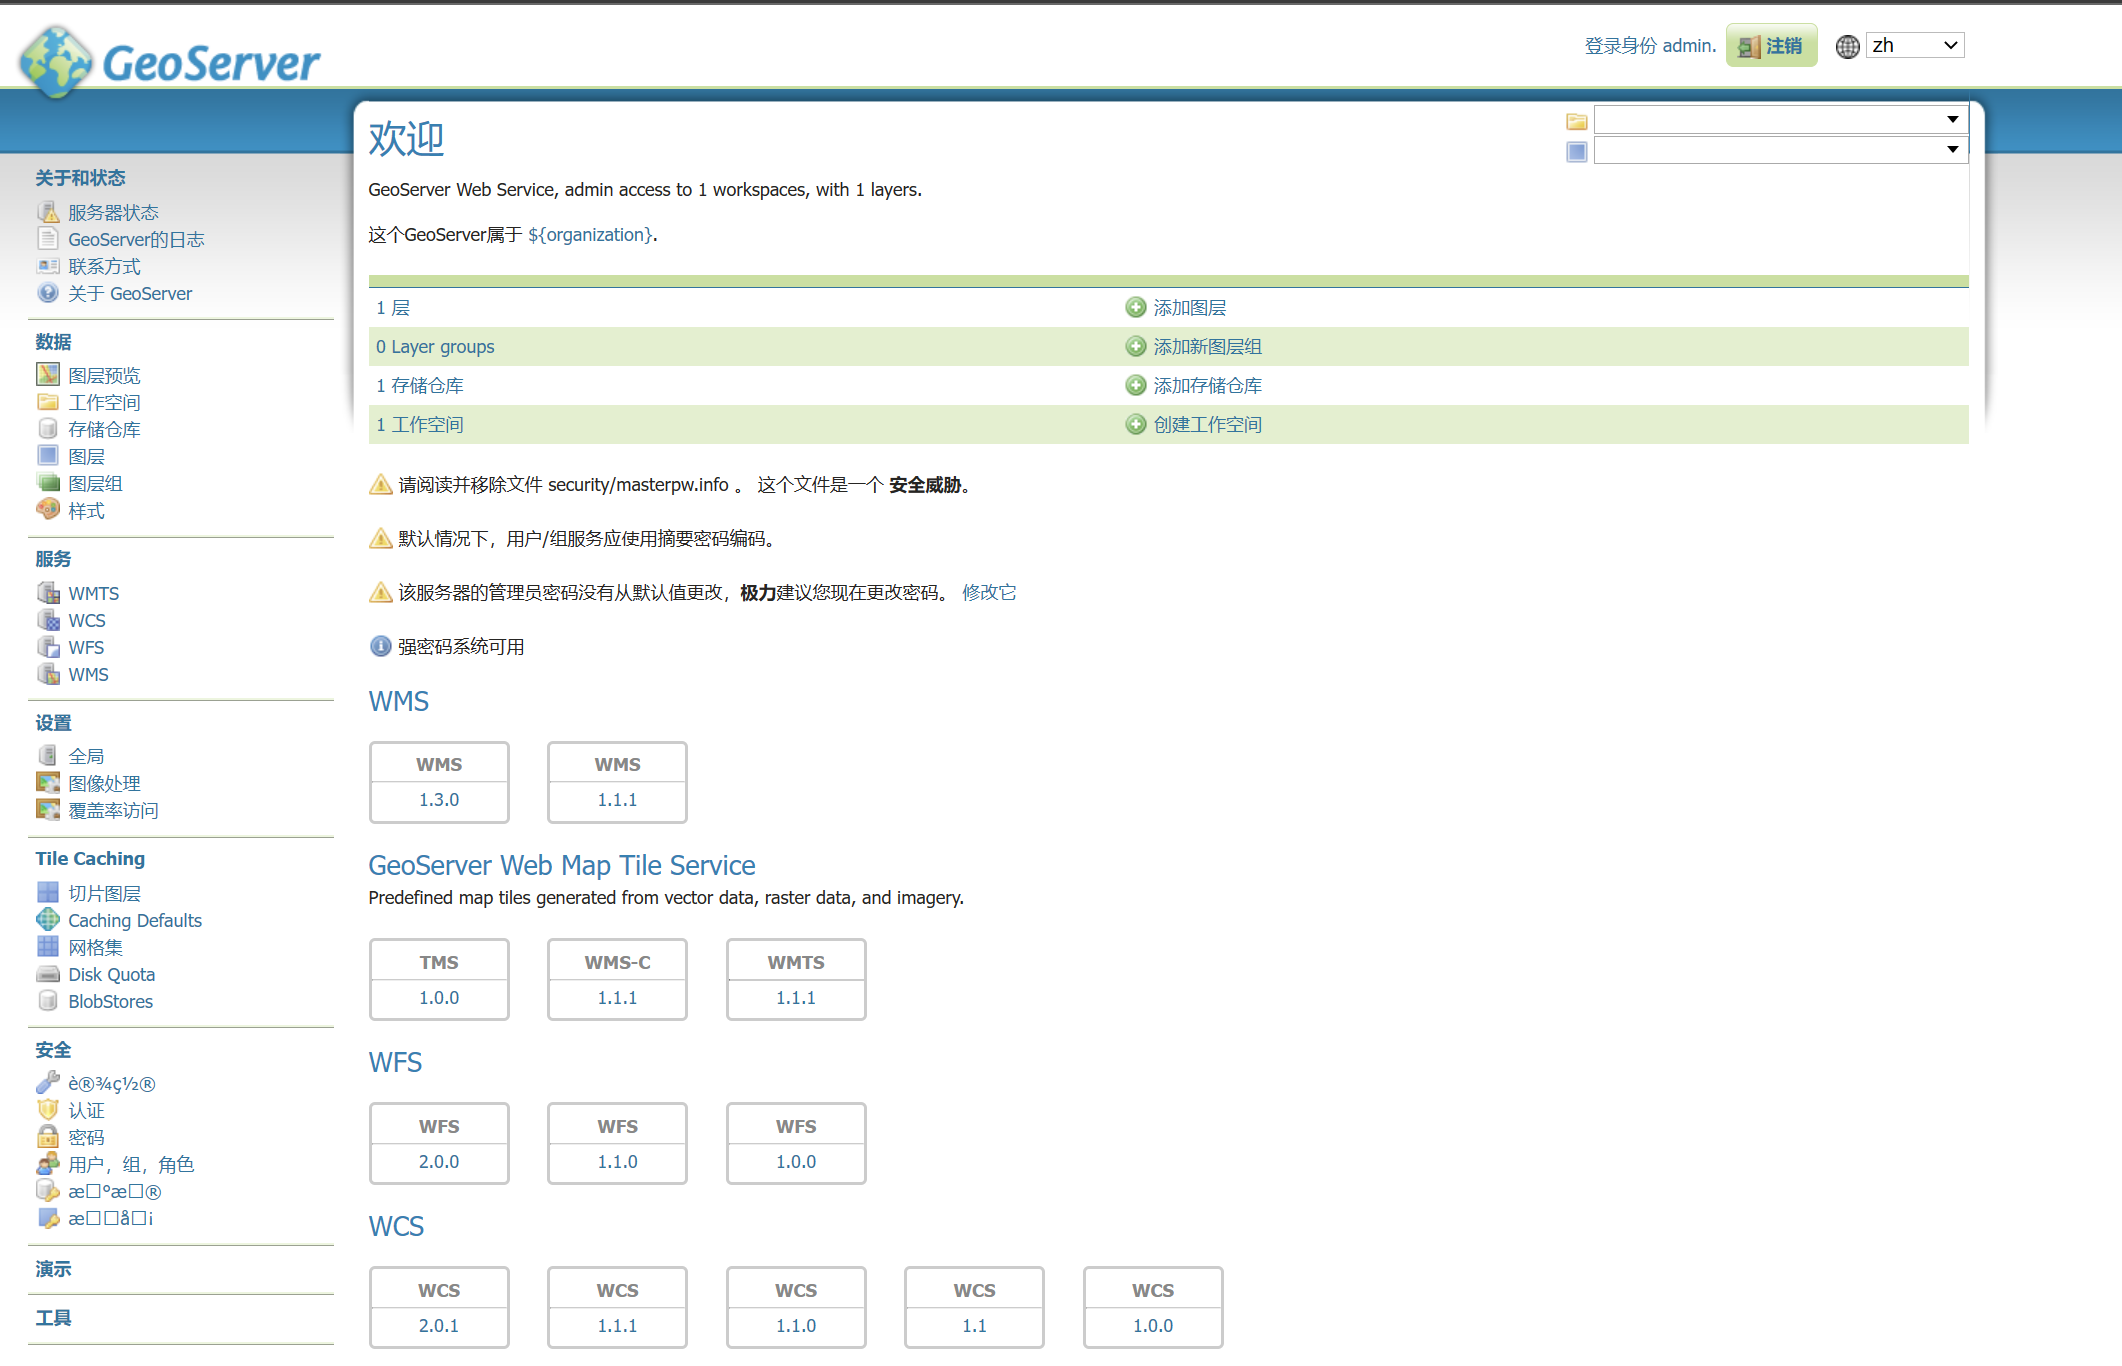 GeoServer
登录身份 admin.
注销
zh
关于和状态
服务器状态
GeoServer的日志
联系方式
关于 GeoServer
数据
图层预览
工作空间
存储仓库
图层
图层组
样式
服务
WMTS
WCS
WFS
WMS
设置
全局
图像处理
覆盖率访问
Tile Caching
切片图层
Caching Defaults
网格集
Disk Quota
BlobStores
安全
è®¾ç½®
认证
密码
用户，组，角色
æ□°æ□®
æ□□å□¡
演示
工具
欢迎
GeoServer Web Service, admin access to 1 workspaces, with 1 layers.
这个GeoServer属于 ${organization}.
1 层
添加图层
0 Layer groups
添加新图层组
1 存储仓库
添加存储仓库
1 工作空间
创建工作空间
请阅读并移除文件 security/masterpw.info 。 这个文件是一个 安全威胁。
默认情况下，用户/组服务应使用摘要密码编码。
该服务器的管理员密码没有从默认值更改，极力建议您现在更改密码。 修改它
强密码系统可用
WMS
WMS
1.3.0
WMS
1.1.1
GeoServer Web Map Tile Service
Predefined map tiles generated from vector data, raster data, and imagery.
TMS
1.0.0
WMS-C
1.1.1
WMTS
1.1.1
WFS
WFS
2.0.0
WFS
1.1.0
WFS
1.0.0
WCS
WCS
2.0.1
WCS
1.1.1
WCS
1.1.0
WCS
1.1
WCS
1.0.0